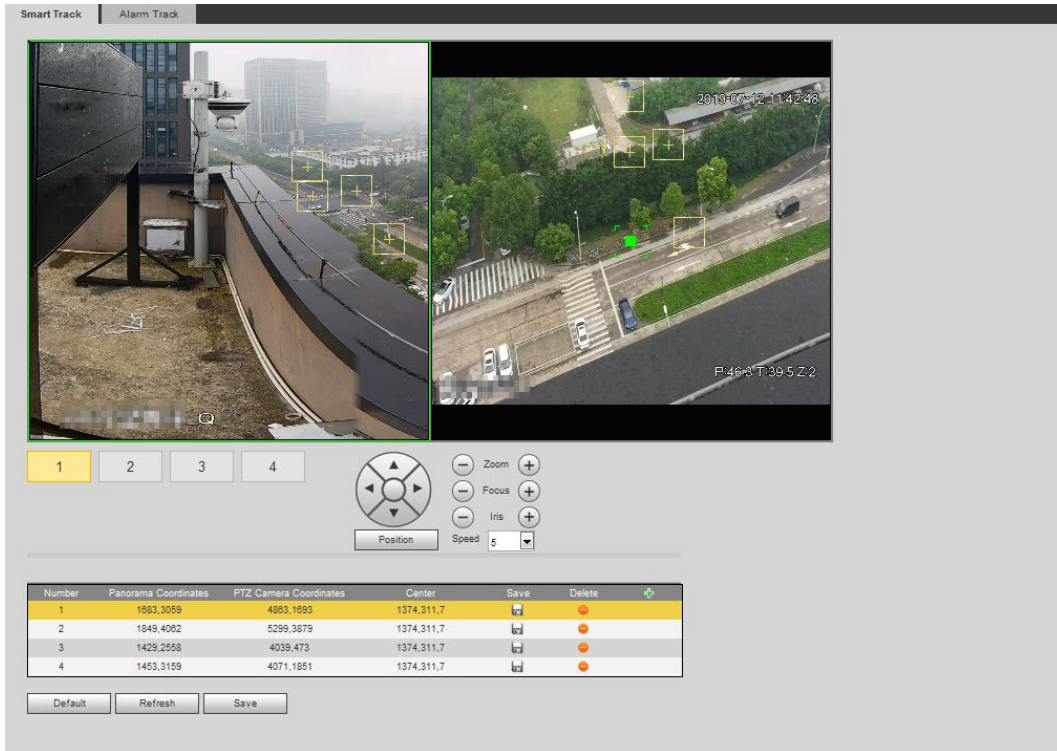 Smart Track Alarm Track
2019-07-12 11:42:48
P:46.8 T:39.5 Z:2
1 2 3 4
Zoom
Focus
Iris
Position Speed 5
Number Panorama Coordinates PTZ Camera Coordinates Center Save Delete
1 1683,3059 4863,1693 1374,311,7
2 1849,4062 5299,3879 1374,311,7
3 1429,2558 4039,473 1374,311,7
4 1453,3159 4071,1851 1374,311,7
Default Refresh Save